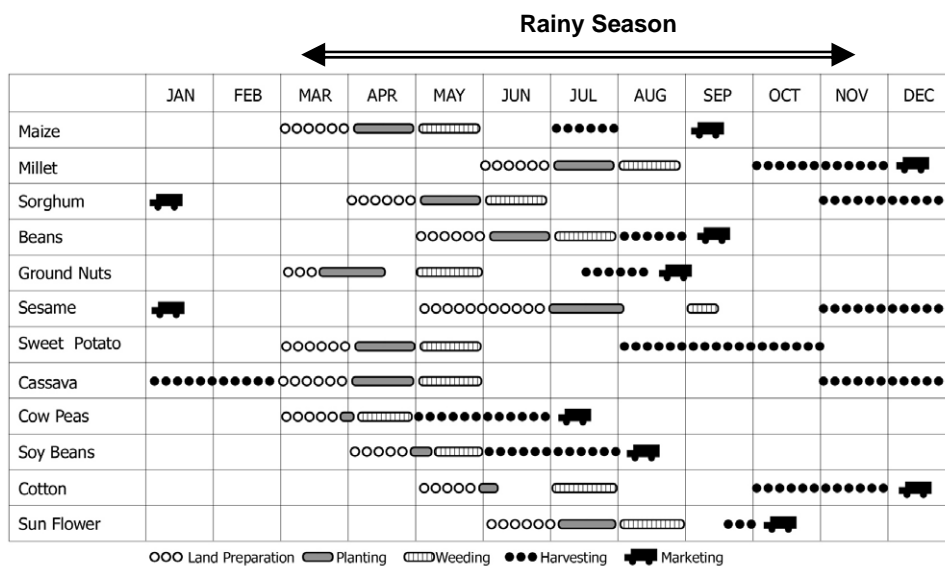 Rainy Season
JAN FEB MAR APR MAY JUN JUL AUG SEP OCT NOV DEC
Maize
Millet
Sorghum
Beans
Ground Nuts
Sesame
Sweet Potato
Cassava
Cow Peas
Soy Beans
Cotton
Sun Flower
Land Preparation Planting Weeding Harvesting Marketing